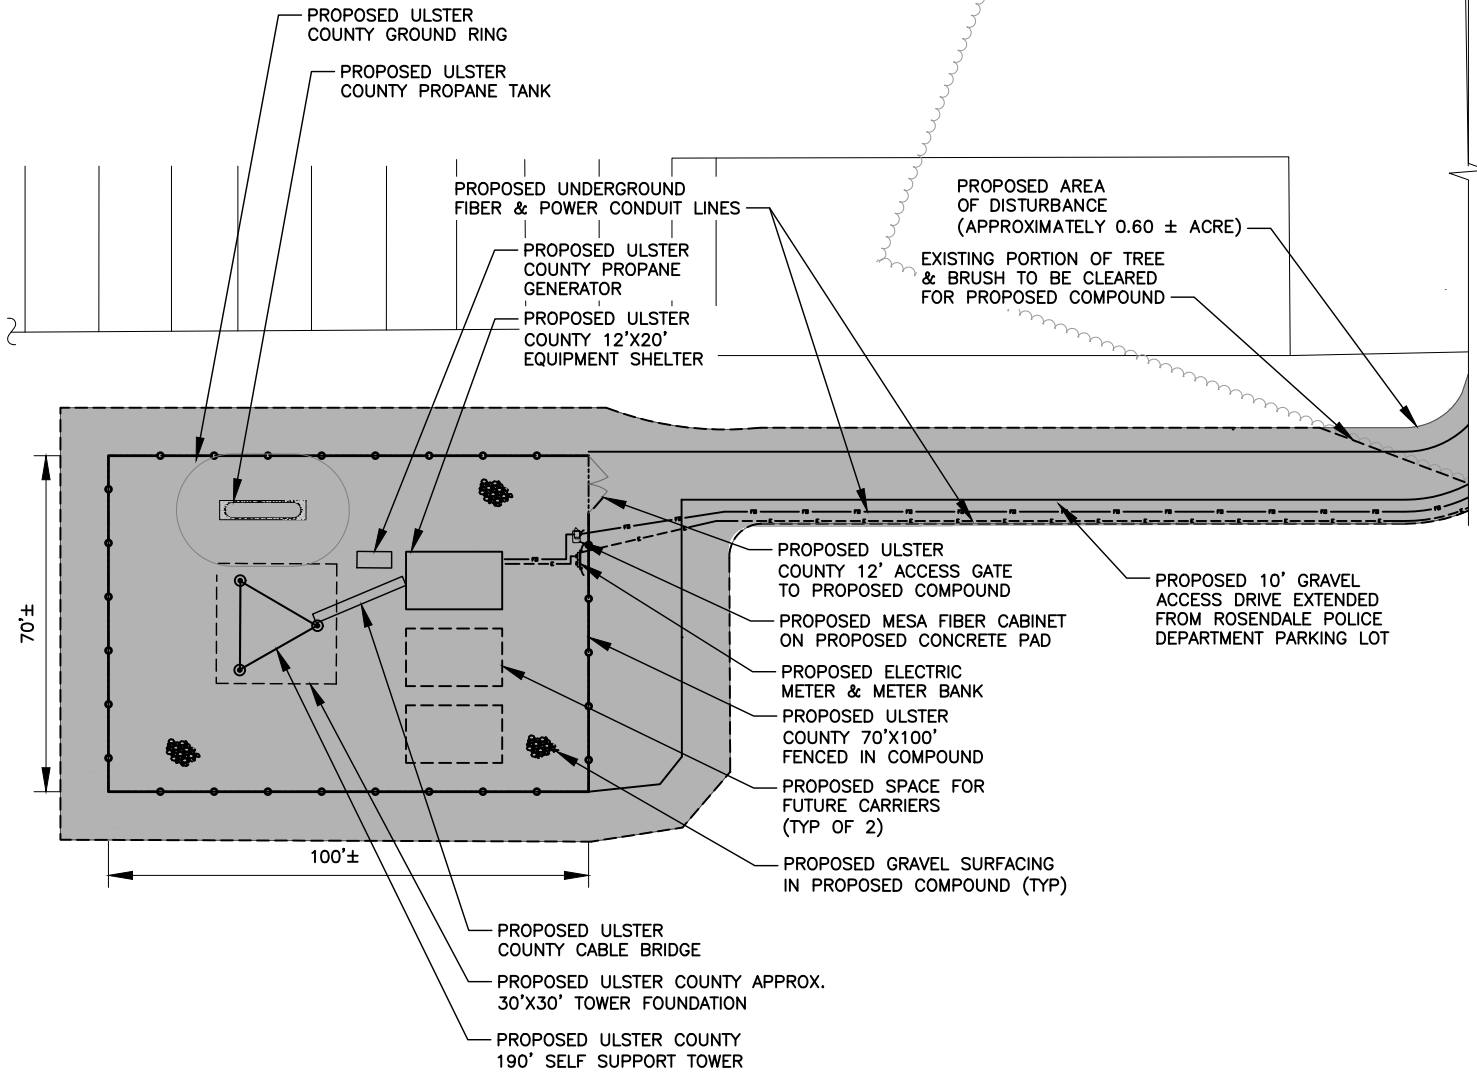 PROPOSED ULSTER
COUNTY GROUND RING
PROPOSED ULSTER
COUNTY PROPANE TANK
PROPOSED UNDERGROUND
FIBER & POWER CONDUIT LINES
PROPOSED AREA
OF DISTURBANCE
(APPROXIMATELY 0.60 ± ACRE)
PROPOSED ULSTER
COUNTY PROPANE
GENERATOR
EXISTING PORTION OF TREE
& BRUSH TO BE CLEARED
FOR PROPOSED COMPOUND
PROPOSED ULSTER
COUNTY 12'X20'
EQUIPMENT SHELTER
70'±
100'±
PROPOSED ULSTER
COUNTY 12' ACCESS GATE
TO PROPOSED COMPOUND
PROPOSED 10' GRAVEL
ACCESS DRIVE EXTENDED
FROM ROSENDALE POLICE
DEPARTMENT PARKING LOT
PROPOSED MESA FIBER CABINET
ON PROPOSED CONCRETE PAD
PROPOSED ELECTRIC
METER & METER BANK
PROPOSED ULSTER
COUNTY 70'X100'
FENCED IN COMPOUND
PROPOSED SPACE FOR
FUTURE CARRIERS
(TYP OF 2)
PROPOSED GRAVEL SURFACING
IN PROPOSED COMPOUND (TYP)
PROPOSED ULSTER
COUNTY CABLE BRIDGE
PROPOSED ULSTER COUNTY APPROX.
30'X30' TOWER FOUNDATION
PROPOSED ULSTER COUNTY
190' SELF SUPPORT TOWER